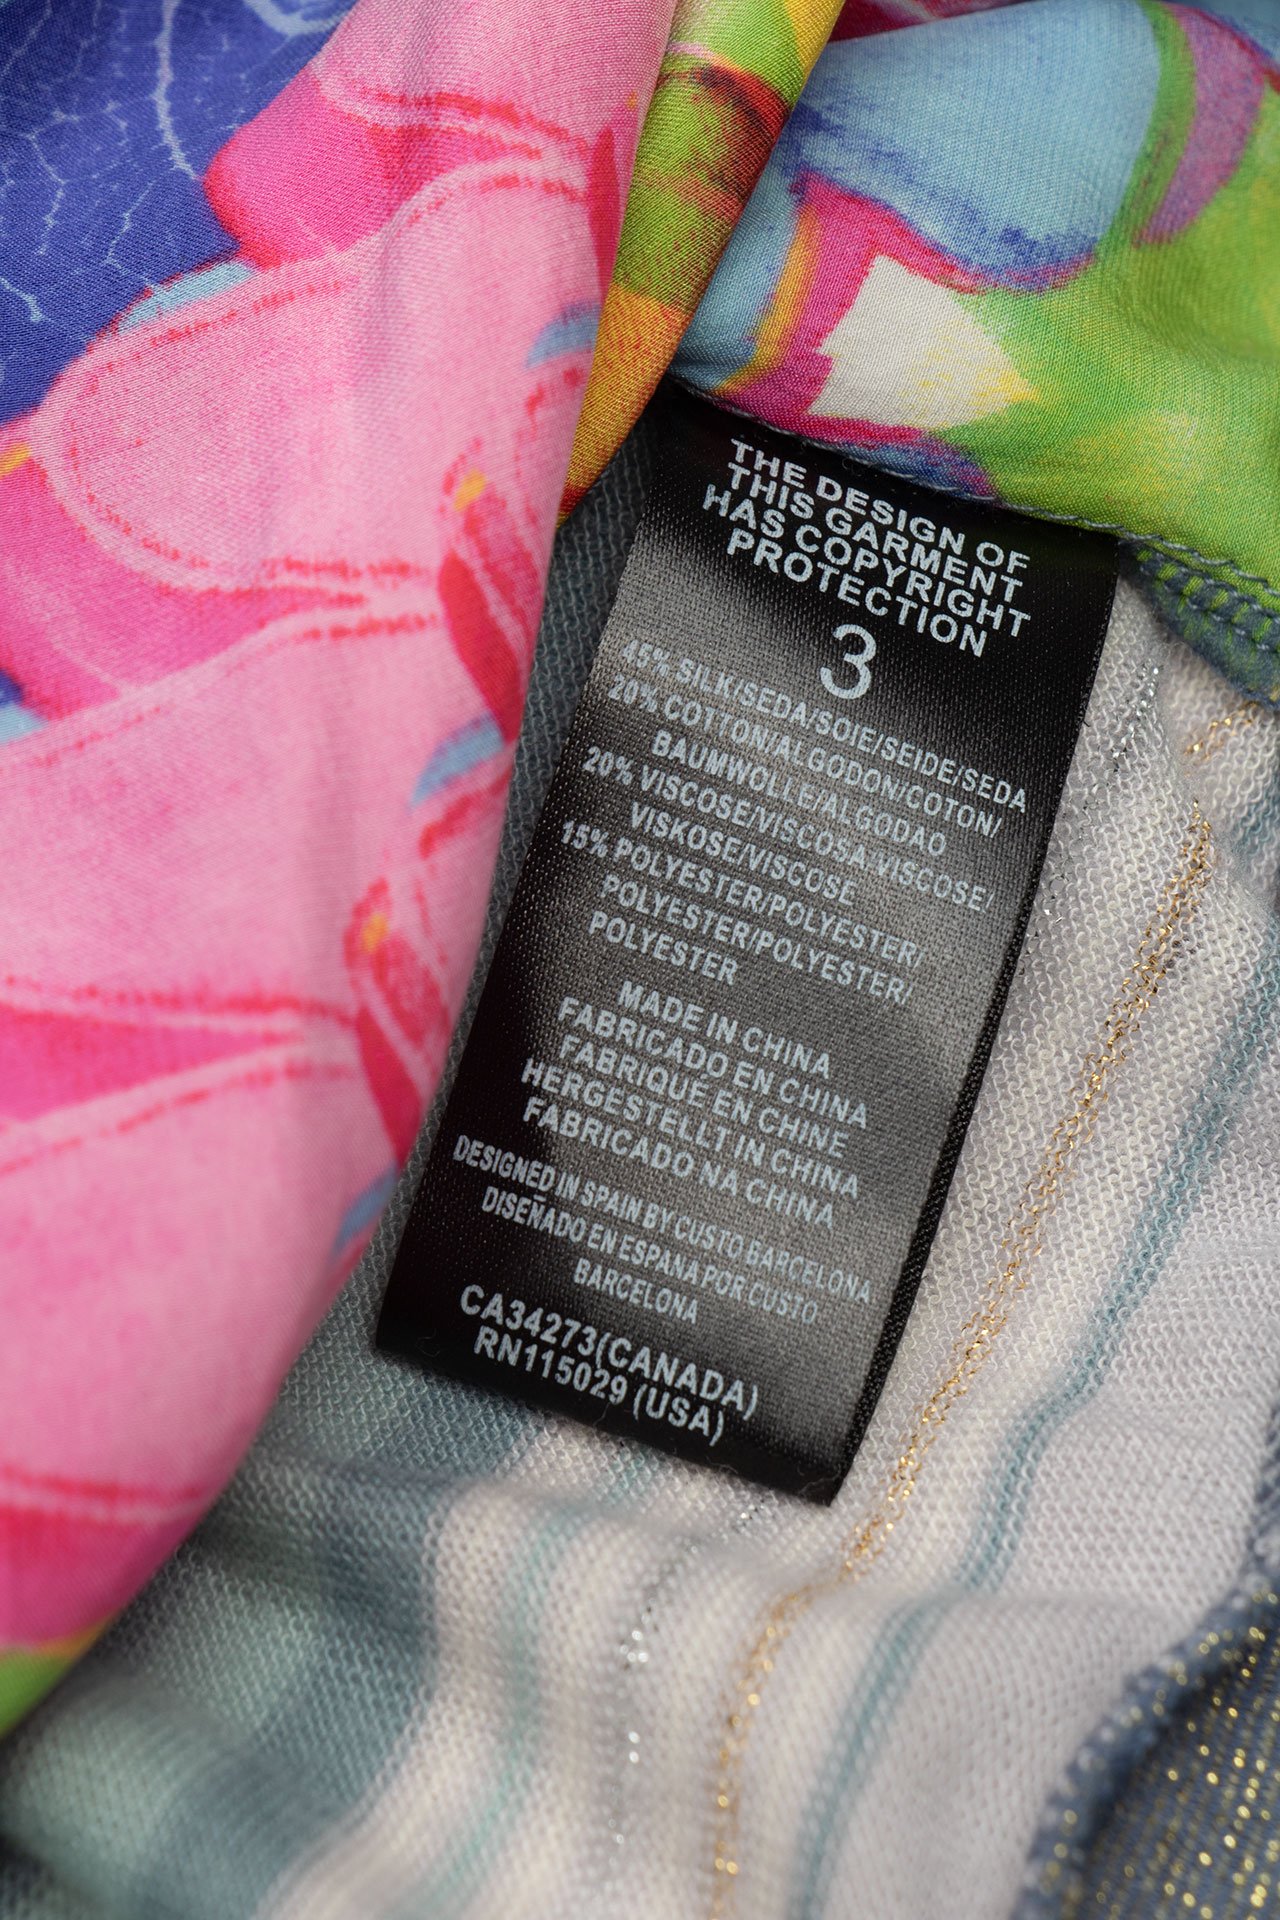 THE DESIGN OF
THIS GARMENT
HAS COPYRIGHT
PROTECTION
3
45% SILK/SEDA/SOIE/SEIDE/SEDA
20% COTTON/ALGODON/COTON/
BAUMWOLLE/ALGODAO
20% VISCOSE/VISCOSA/VISCOSE/
VISKOSE/VISCOSE
15% POLYESTER/POLYESTER/
POLYESTER/POLYESTER/
POLYESTER
MADE IN CHINA
FABRICADO EN CHINA
FABRIQUÉ EN CHINE
HERGESTELLT IN CHINA
FABRICADO NA CHINA
DESIGNED IN SPAIN BY CUSTO BARCELONA
DISEÑADO EN ESPANA POR CUSTO
BARCELONA
CA34273(CANADA)
RN115029 (USA)